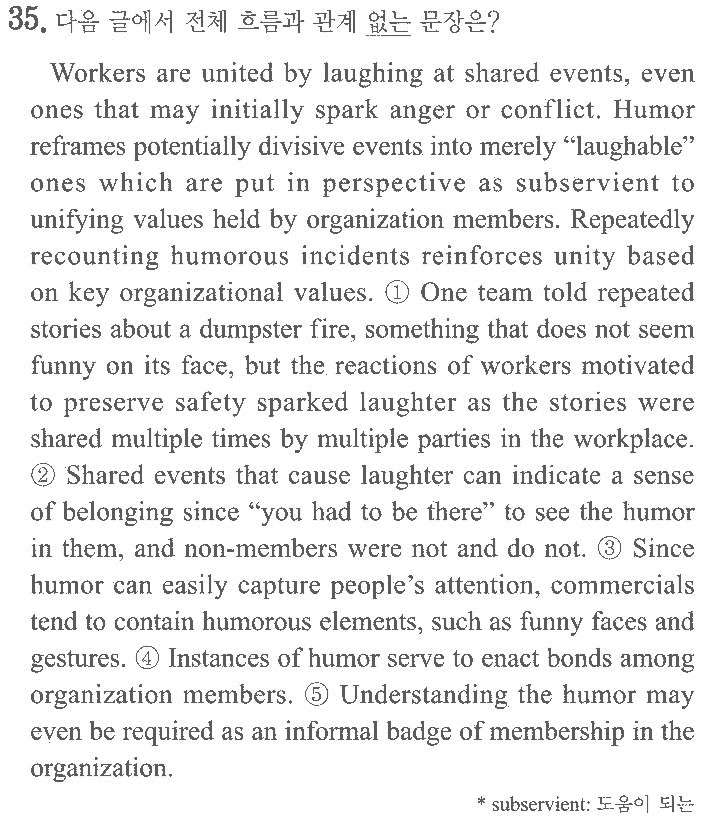 35. 다음 글에서 전체 흐름과 관계 없는 문장은?
Workers are united by laughing at shared events, even
ones that may initially spark anger or conflict. Humor
reframes potentially divisive events into merely “laughable”
ones which are put in perspective as subservient to
unifying values held by organization members. Repeatedly
recounting humorous incidents reinforces unity based
on key organizational values. ① One team told repeated
stories about a dumpster fire, something that does not seem
funny on its face, but the reactions of workers motivated
to preserve safety sparked laughter as the stories were
shared multiple times by multiple parties in the workplace.
② Shared events that cause laughter can indicate a sense
of belonging since “you had to be there” to see the humor
in them, and non-members were not and do not. ③ Since
humor can easily capture people’s attention, commercials
tend to contain humorous elements, such as funny faces and
gestures. ④ Instances of humor serve to enact bonds among
organization members. ⑤ Understanding the humor may
even be required as an informal badge of membership in the
organization.
* subservient: 도움이 되는